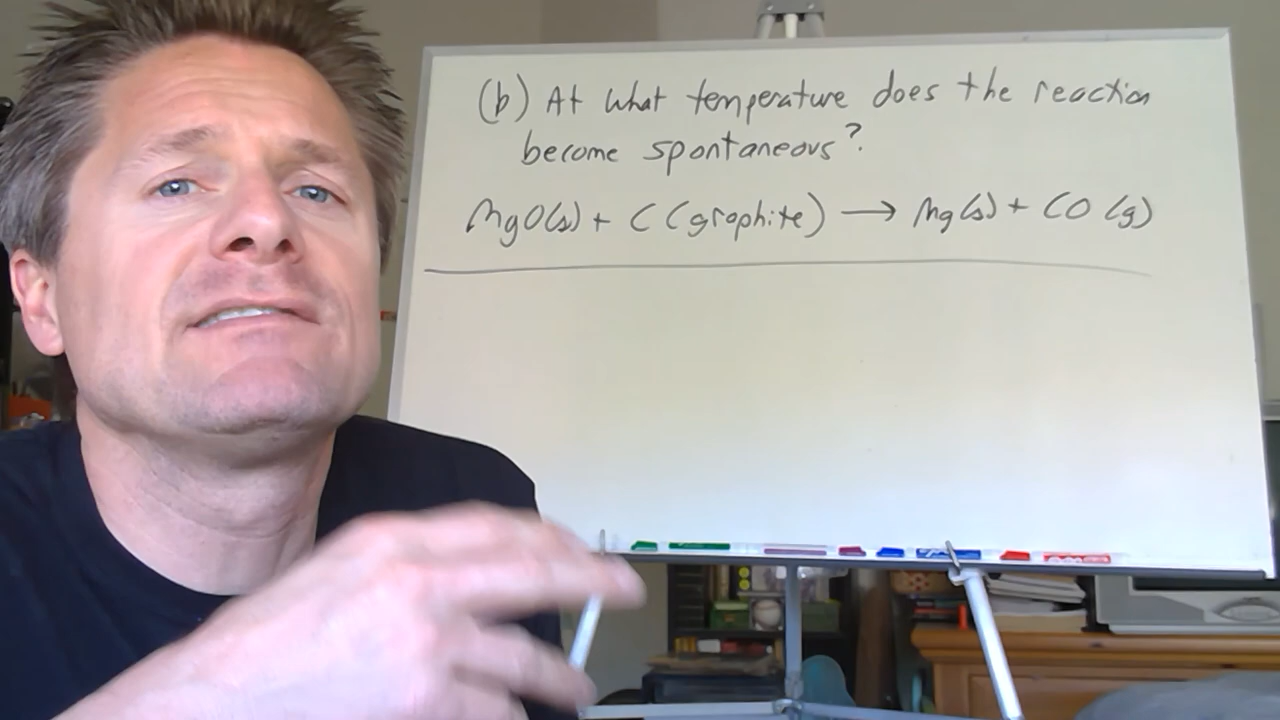 (b) At what temperature does the reaction
become spontaneous?
MgO(s) + C (graphite) → Mg(s) + CO (g)